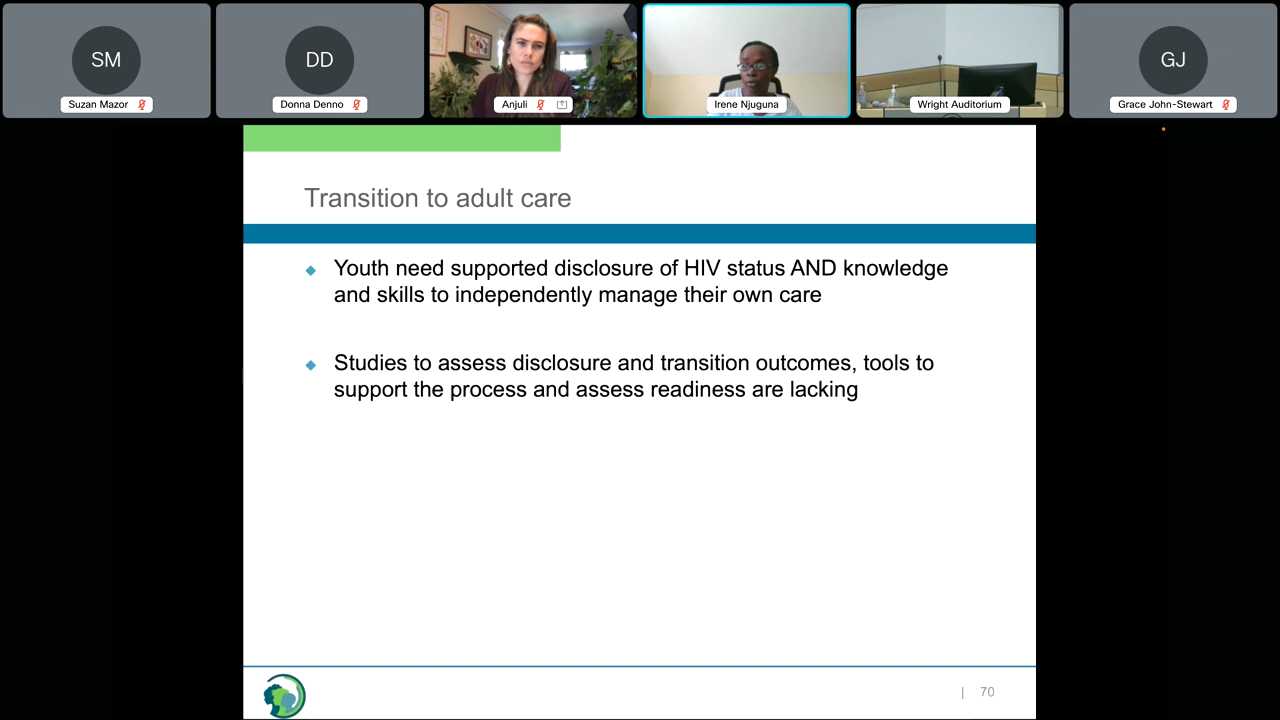 SM
DD
GJ
Suzan Mazor
Donna Denno
Anjuli
Irene Njuguna
Wright Auditorium
Grace John-Stewart
Transition to adult care
Youth need supported disclosure of HIV status AND knowledge
and skills to independently manage their own care
Studies to assess disclosure and transition outcomes, tools to
support the process and assess readiness are lacking
| 70